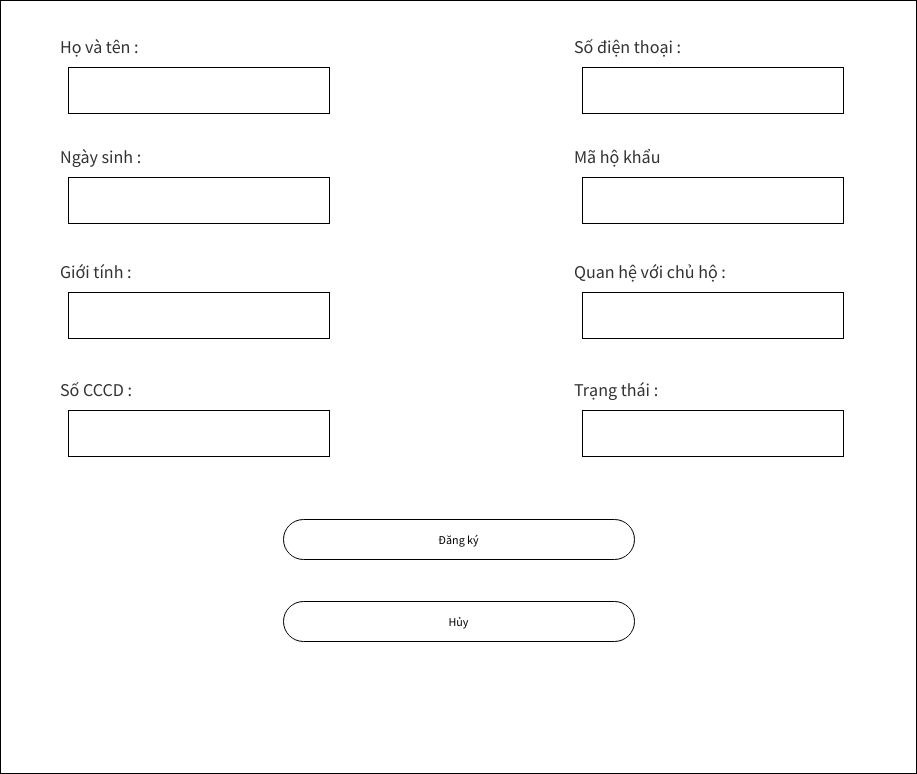 Họ và tên :
Số điện thoại :
Ngày sinh :
Mã hộ khẩu
Giới tính :
Quan hệ với chủ hộ :
Số CCCD :
Trạng thái :
Đăng ký
Hủy